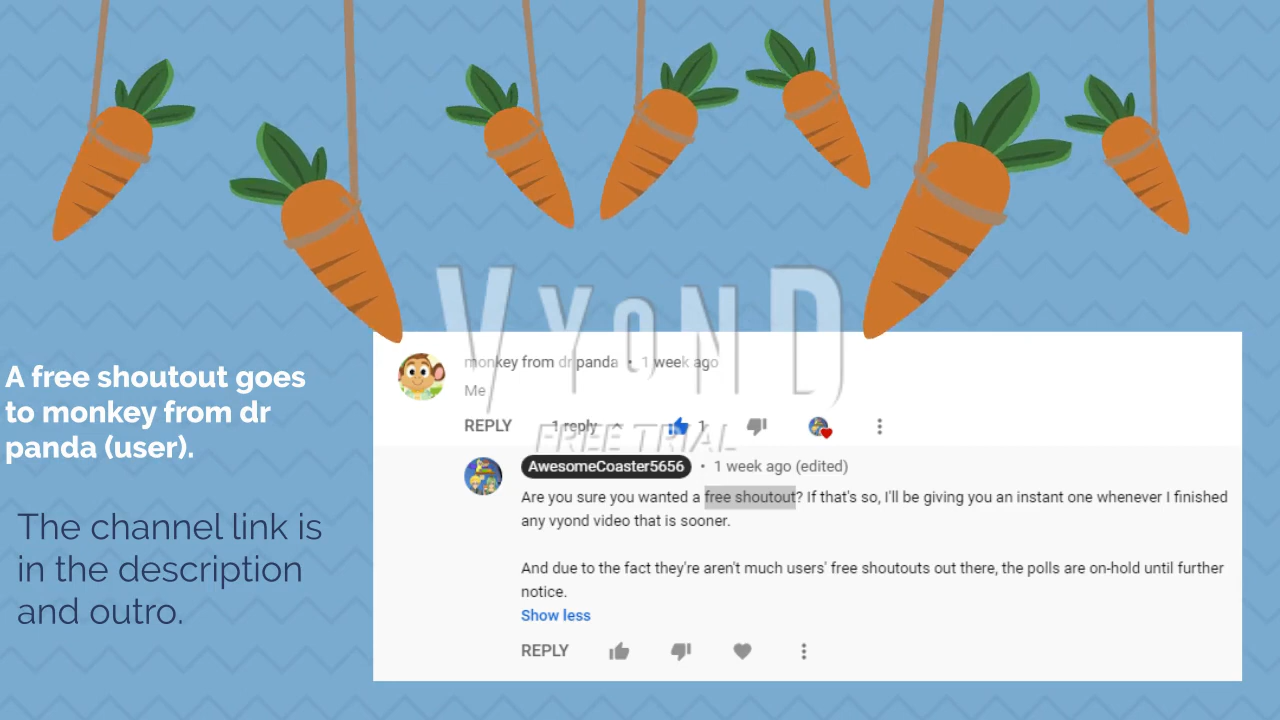 VYOND
FREE TRIAL
A free shoutout goes
to monkey from dr
panda (user).
The channel link is
in the description
and outro.
monkey from dr panda • 1 week ago
Me
REPLY 1 reply 1
AwesomeCoaster5656 • 1 week ago (edited)
Are you sure you wanted a free shoutout? If that's so, I'll be giving you an instant one whenever I finished
any vyond video that is sooner.
And due to the fact they're aren't much users' free shoutouts out there, the polls are on-hold until further
notice.
Show less
REPLY